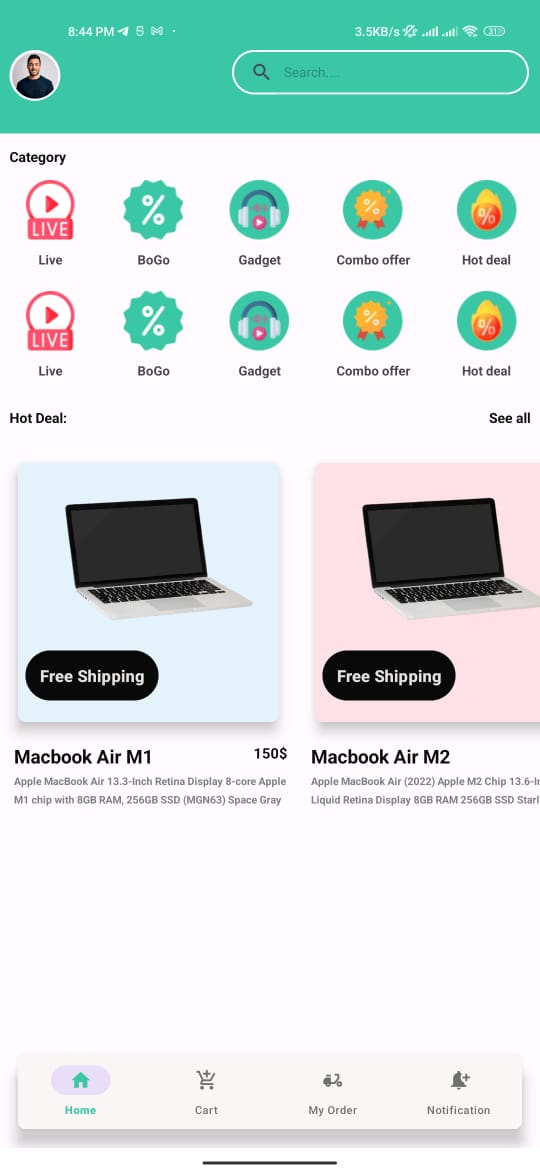 8:44 PM
3.5KB/s
31
Search....
Category
LIVE
LIVE
Live BoGo Gadget Combo offer Hot deal
LIVE
Live BoGo Gadget Combo offer Hot deal
Hot Deal: See all
Free Shipping Free Shipping
Macbook Air M1 150$ Macbook Air M2
Apple MacBook Air 13.3-Inch Retina Display 8-core Apple
M1 chip with 8GB RAM, 256GB SSD (MGN63) Space Gray
Apple MacBook Air (2022) Apple M2 Chip 13.6-In
Liquid Retina Display 8GB RAM 256GB SSD Starl
Home Cart My Order Notification